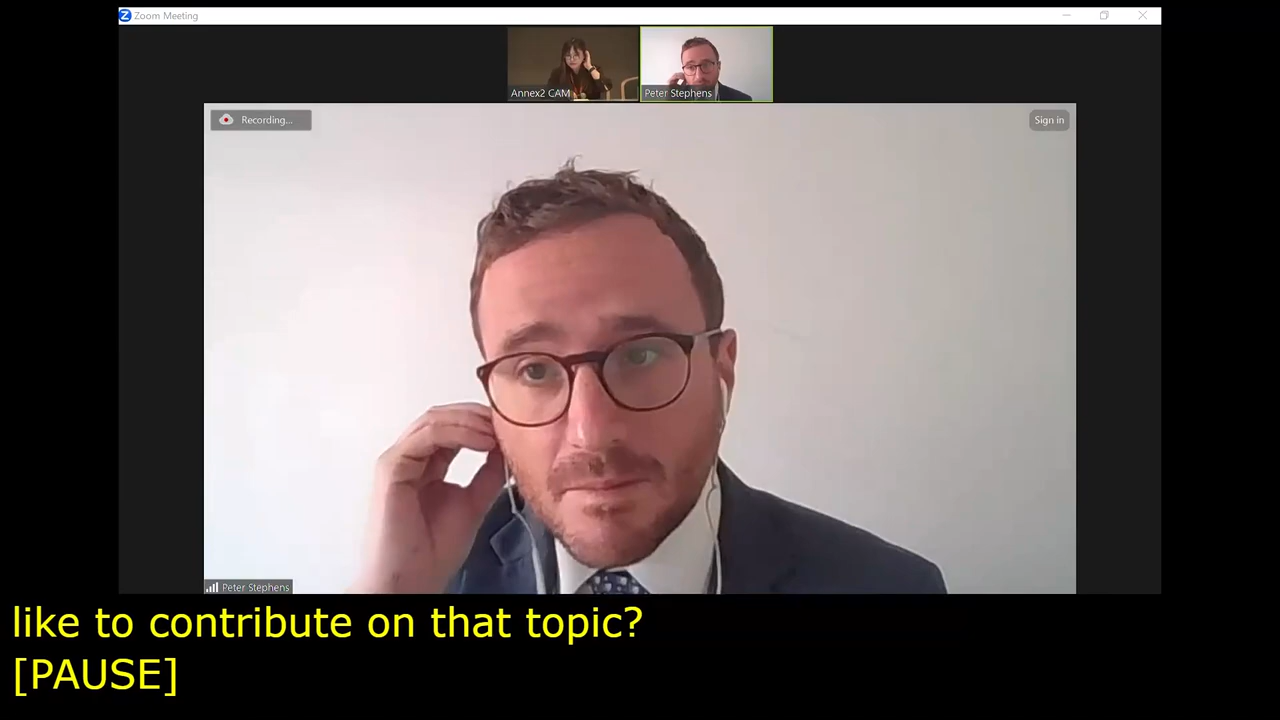 Zoom Meeting
Annex2 CAM
Peter Stephens
Recording...
Sign in
Peter Stephens
like to contribute on that topic?
[PAUSE]